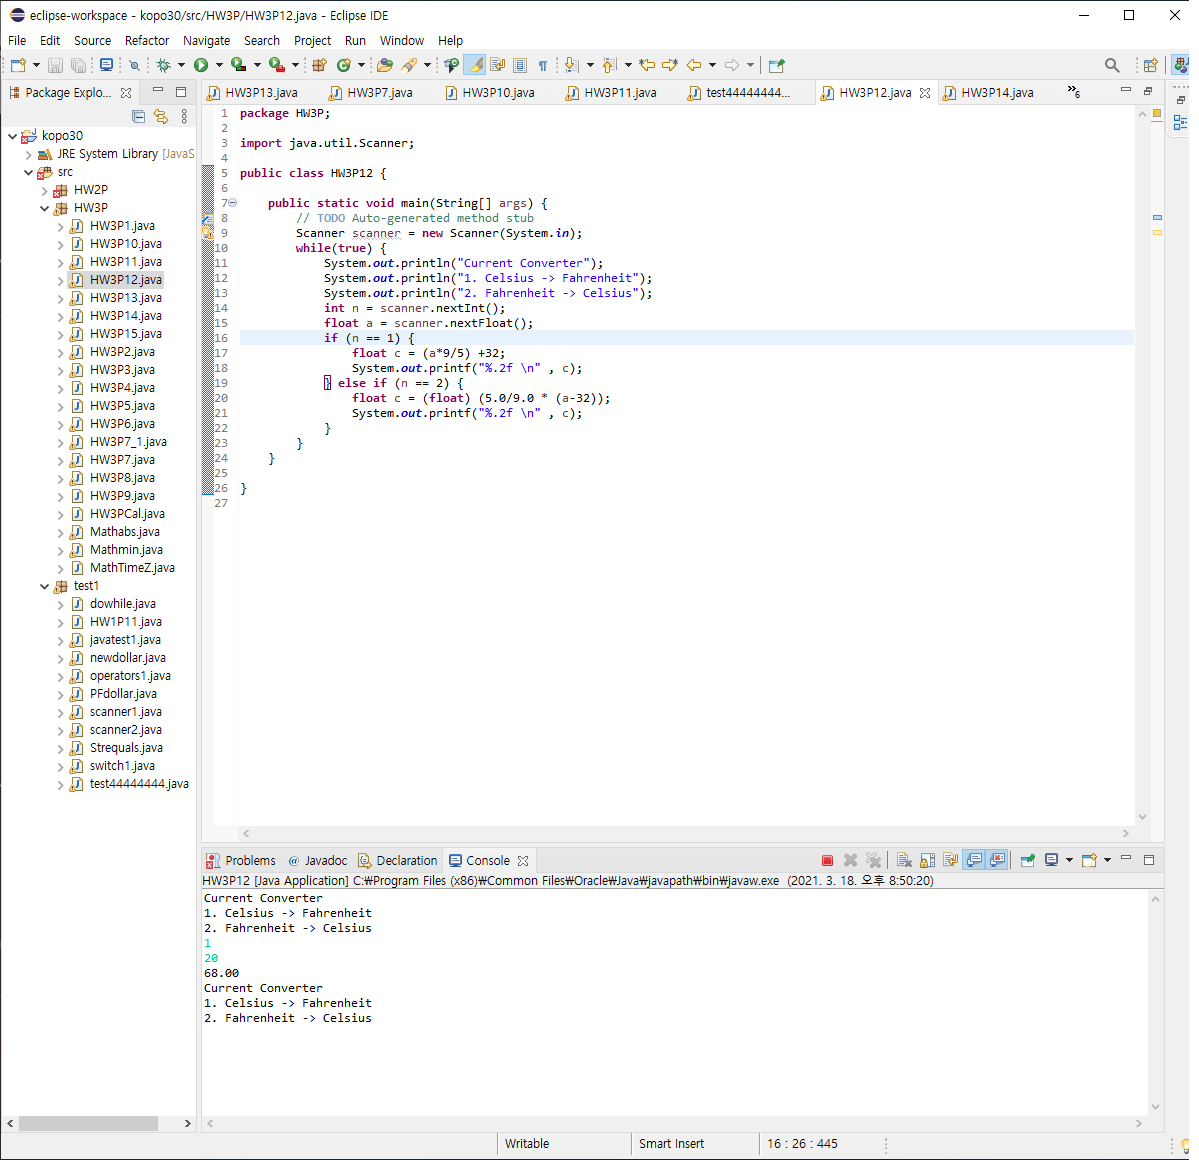 eclipse-workspace - kopo30/src/HW3P/HW3P12.java - Eclipse IDE
File Edit Source Refactor Navigate Search Project Run Window Help
Package Explo...
HW3P13.java HW3P7.java HW3P10.java HW3P11.java test44444444... HW3P12.java HW3P14.java »6
kopo30
JRE System Library [JavaS
src
HW2P
HW3P
HW3P1.java
HW3P10.java
HW3P11.java
HW3P12.java
HW3P13.java
HW3P14.java
HW3P15.java
HW3P2.java
HW3P3.java
HW3P4.java
HW3P5.java
HW3P6.java
HW3P7_1.java
HW3P7.java
HW3P8.java
HW3P9.java
HW3PCal.java
Mathabs.java
Mathmin.java
MathTimeZ.java
test1
dowhile.java
HW1P11.java
javatest1.java
newdollar.java
operators1.java
PFdollar.java
scanner1.java
scanner2.java
Strequals.java
switch1.java
test44444444.java
1 package HW3P;
2
3 import java.util.Scanner;
4
5 public class HW3P12 {
6
7 public static void main(String[] args) {
8 // TODO Auto-generated method stub
9 Scanner scanner = new Scanner(System.in);
10 while(true) {
11 System.out.println("Current Converter");
12 System.out.println("1. Celsius -> Fahrenheit");
13 System.out.println("2. Fahrenheit -> Celsius");
14 int n = scanner.nextInt();
15 float a = scanner.nextFloat();
16 if (n == 1) {
17 float c = (a*9/5) +32;
18 System.out.printf("%.2f \n" , c);
19 } else if (n == 2) {
20 float c = (float) (5.0/9.0 * (a-32));
21 System.out.printf("%.2f \n" , c);
22 }
23 }
24 }
25
26 }
27
Problems @ Javadoc Declaration Console
HW3P12 [Java Application] C:₩Program Files (x86)₩Common Files₩Oracle₩Java₩javapath₩bin₩javaw.exe (2021. 3. 18. 오후 8:50:20)
Current Converter
1. Celsius -> Fahrenheit
2. Fahrenheit -> Celsius
1
20
68.00
Current Converter
1. Celsius -> Fahrenheit
2. Fahrenheit -> Celsius
Writable Smart Insert 16 : 26 : 445